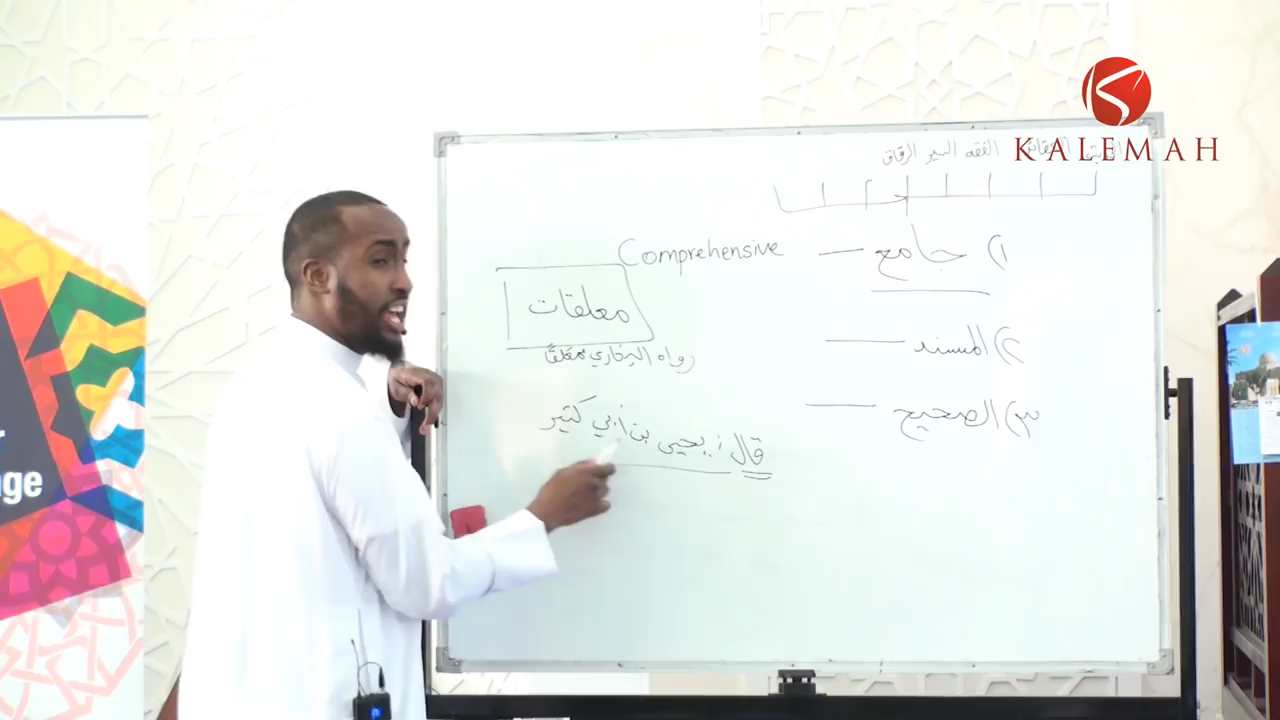 KALEMAH
الفقه السير الرقاق
١) جامع — Comprehensive
معلقات
٢) المسند —
رواه البخاري معلقًا
٣) الصحيح —
قال: يحيى بن أبي كثير